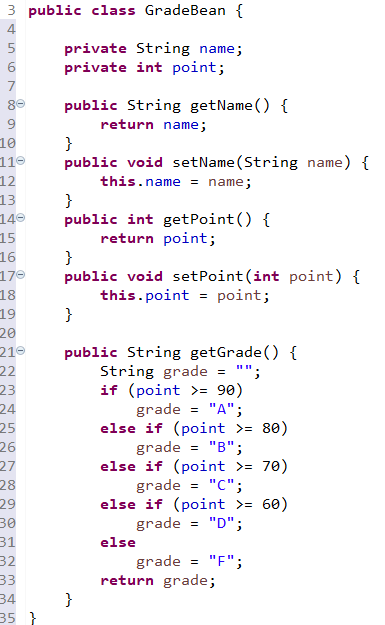 3 public class GradeBean {
4
5     private String name;
6     private int point;
7
8     public String getName() {
9         return name;
10     }
11     public void setName(String name) {
12         this.name = name;
13     }
14     public int getPoint() {
15         return point;
16     }
17     public void setPoint(int point) {
18         this.point = point;
19     }
20
21     public String getGrade() {
22         String grade = "";
23         if (point >= 90)
24             grade = "A";
25         else if (point >= 80)
26             grade = "B";
27         else if (point >= 70)
28             grade = "C";
29         else if (point >= 60)
30             grade = "D";
31         else
32             grade = "F";
33         return grade;
34     }
35 }